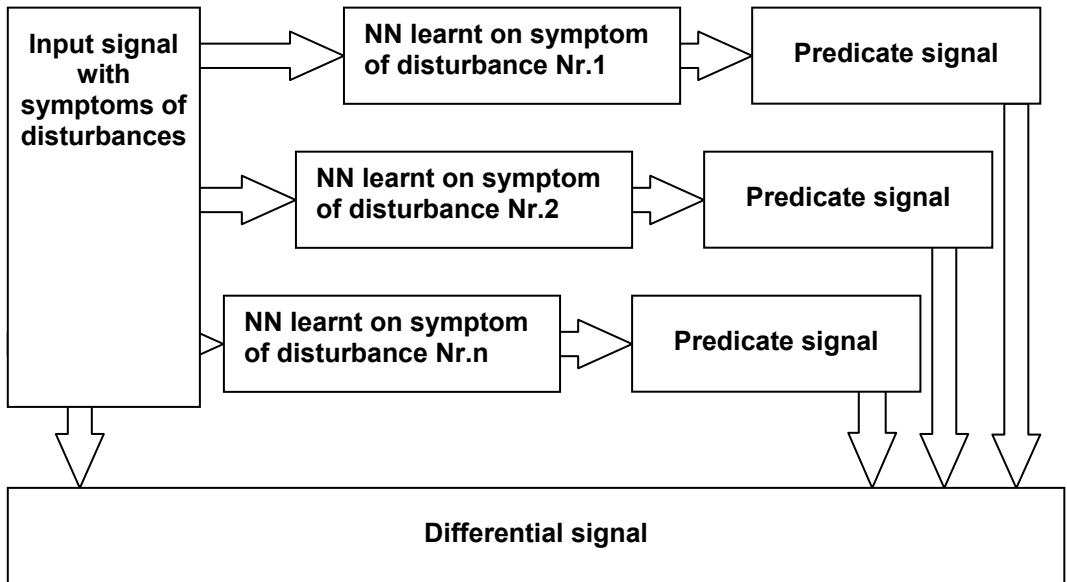 Input signal
with
symptoms of
disturbances
NN learnt on symptom
of disturbance Nr.1
Predicate signal
NN learnt on symptom
of disturbance Nr.2
Predicate signal
NN learnt on symptom
of disturbance Nr.n
Predicate signal
Differential signal